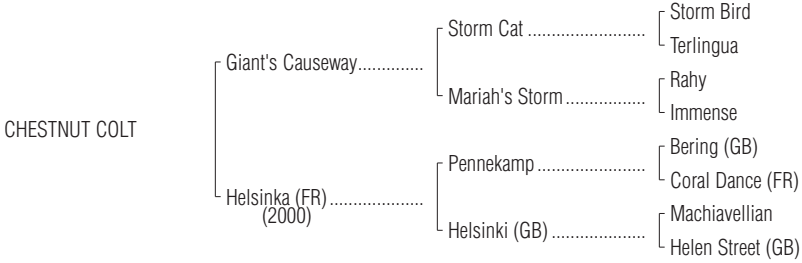 Storm Bird
Storm Cat ........................
Terlingua
Giant's Causeway..............
Rahy
Mariah's Storm .................
Immense
CHESTNUT COLT
Bering (GB)
Pennekamp .......................
Coral Dance (FR)
Helsinka (FR) ....................
(2000)
Machiavellian
Helsinki (GB) ....................
Helen Street (GB)